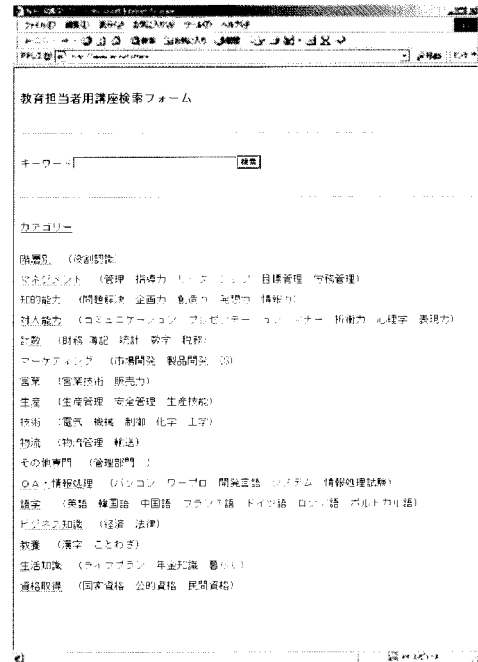 教育担当者用講座検索フォーム
キーワード 検索
カテゴリー
階層別 （役割認識）
マネジメント （管理 指導力 リーダーシップ 目標管理 労務管理）
知的能力 （問題解決 企画力 創造力 発想力 情報力）
対人能力 （コミュニケーション プレゼンテーション マナー 折衝力 心理学 表現力）
計数 （財務 簿記 統計 数学 税務）
マーケティング （市場開発 製品開発 CS）
営業 （営業技術 販売力）
生産 （生産管理 安全管理 生産技能）
技術 （電気 機械 制御 化学 工学）
物流 （物流管理 輸送）
その他専門 （管理部門 ）
OA・情報処理 （パソコン ワープロ 開発言語 システム 情報処理試験）
語学 （英語 韓国語 中国語 フランス語 ドイツ語 ロシア語 ポルトガル語）
ビジネス知識 （経済 法律）
教養 （漢字 ことわざ）
生活知識 （ライフプラン 年金知識 暮らし）
資格取得 （国家資格 公的資格 民間資格）